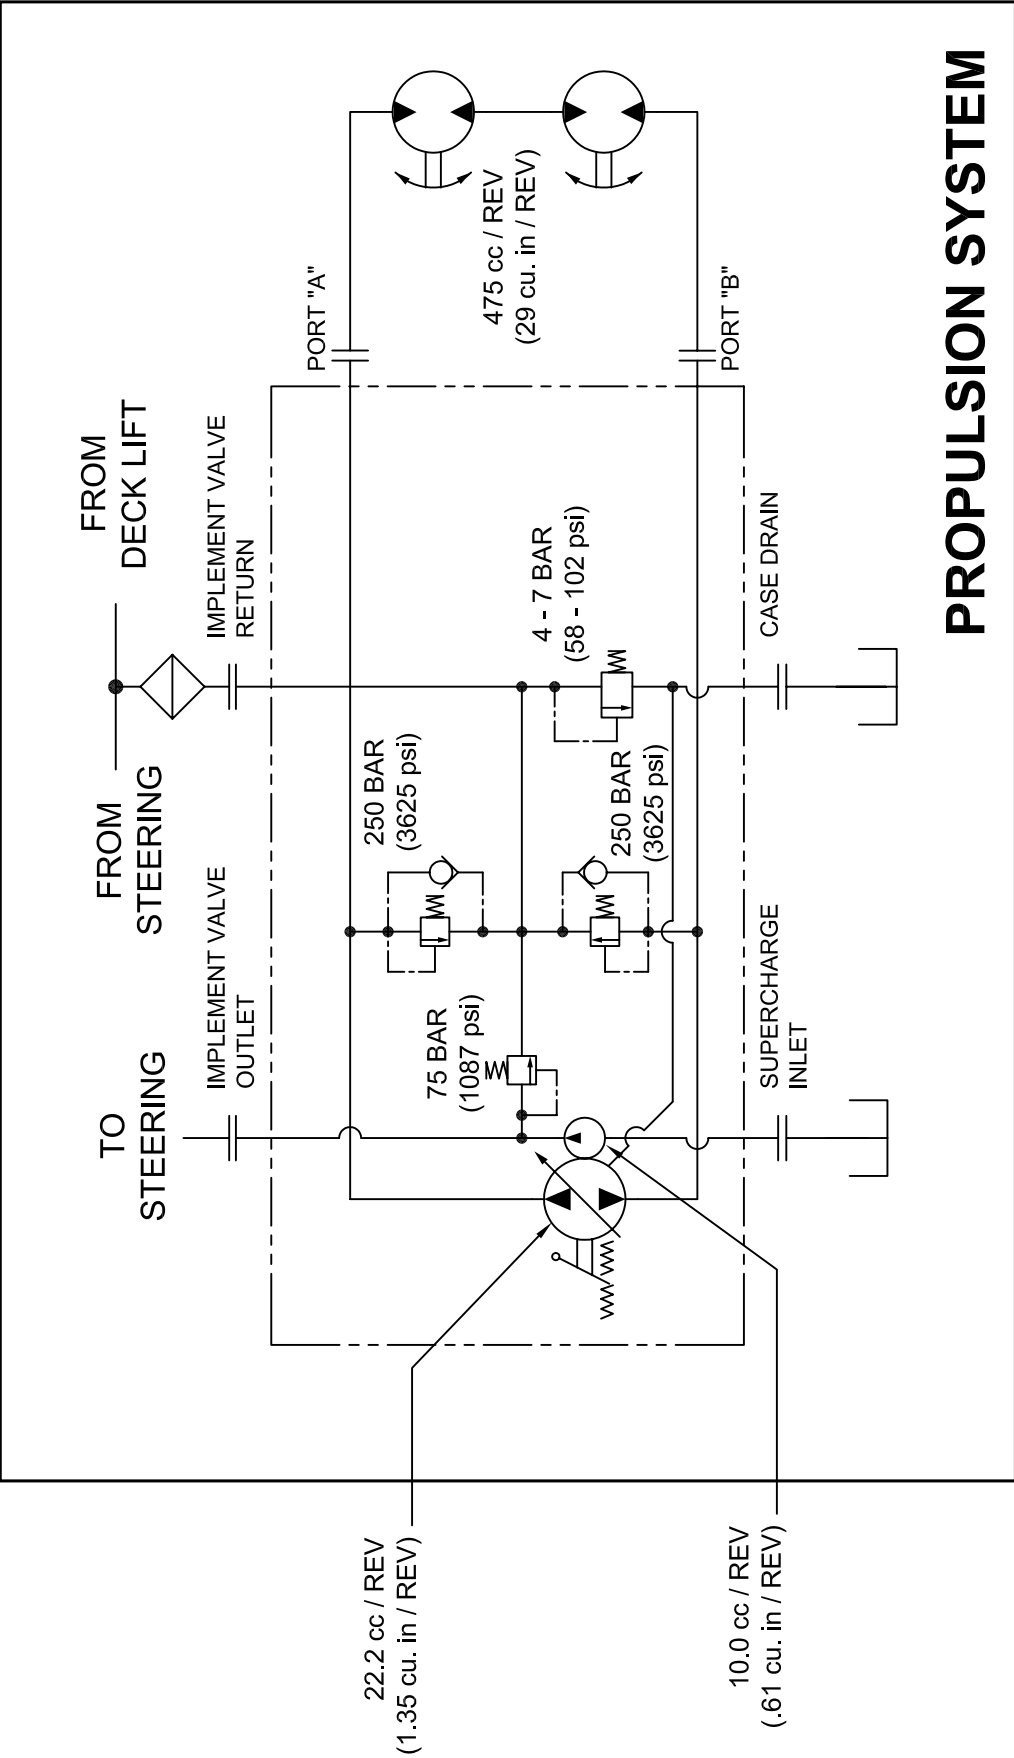 22.2 cc / REV
(1.35 cu. in / REV)
10.0 cc / REV
(.61 cu. in / REV)
TO
STEERING
IMPLEMENT VALVE
OUTLET
FROM
STEERING
FROM
DECK LIFT
IMPLEMENT VALVE
RETURN
75 BAR
(1087 psi)
250 BAR
(3625 psi)
250 BAR
(3625 psi)
4 - 7 BAR
(58 - 102 psi)
SUPERCHARGE
INLET
CASE DRAIN
PORT "A"
PORT "B"
475 cc / REV
(29 cu. in / REV)
PROPULSION SYSTEM